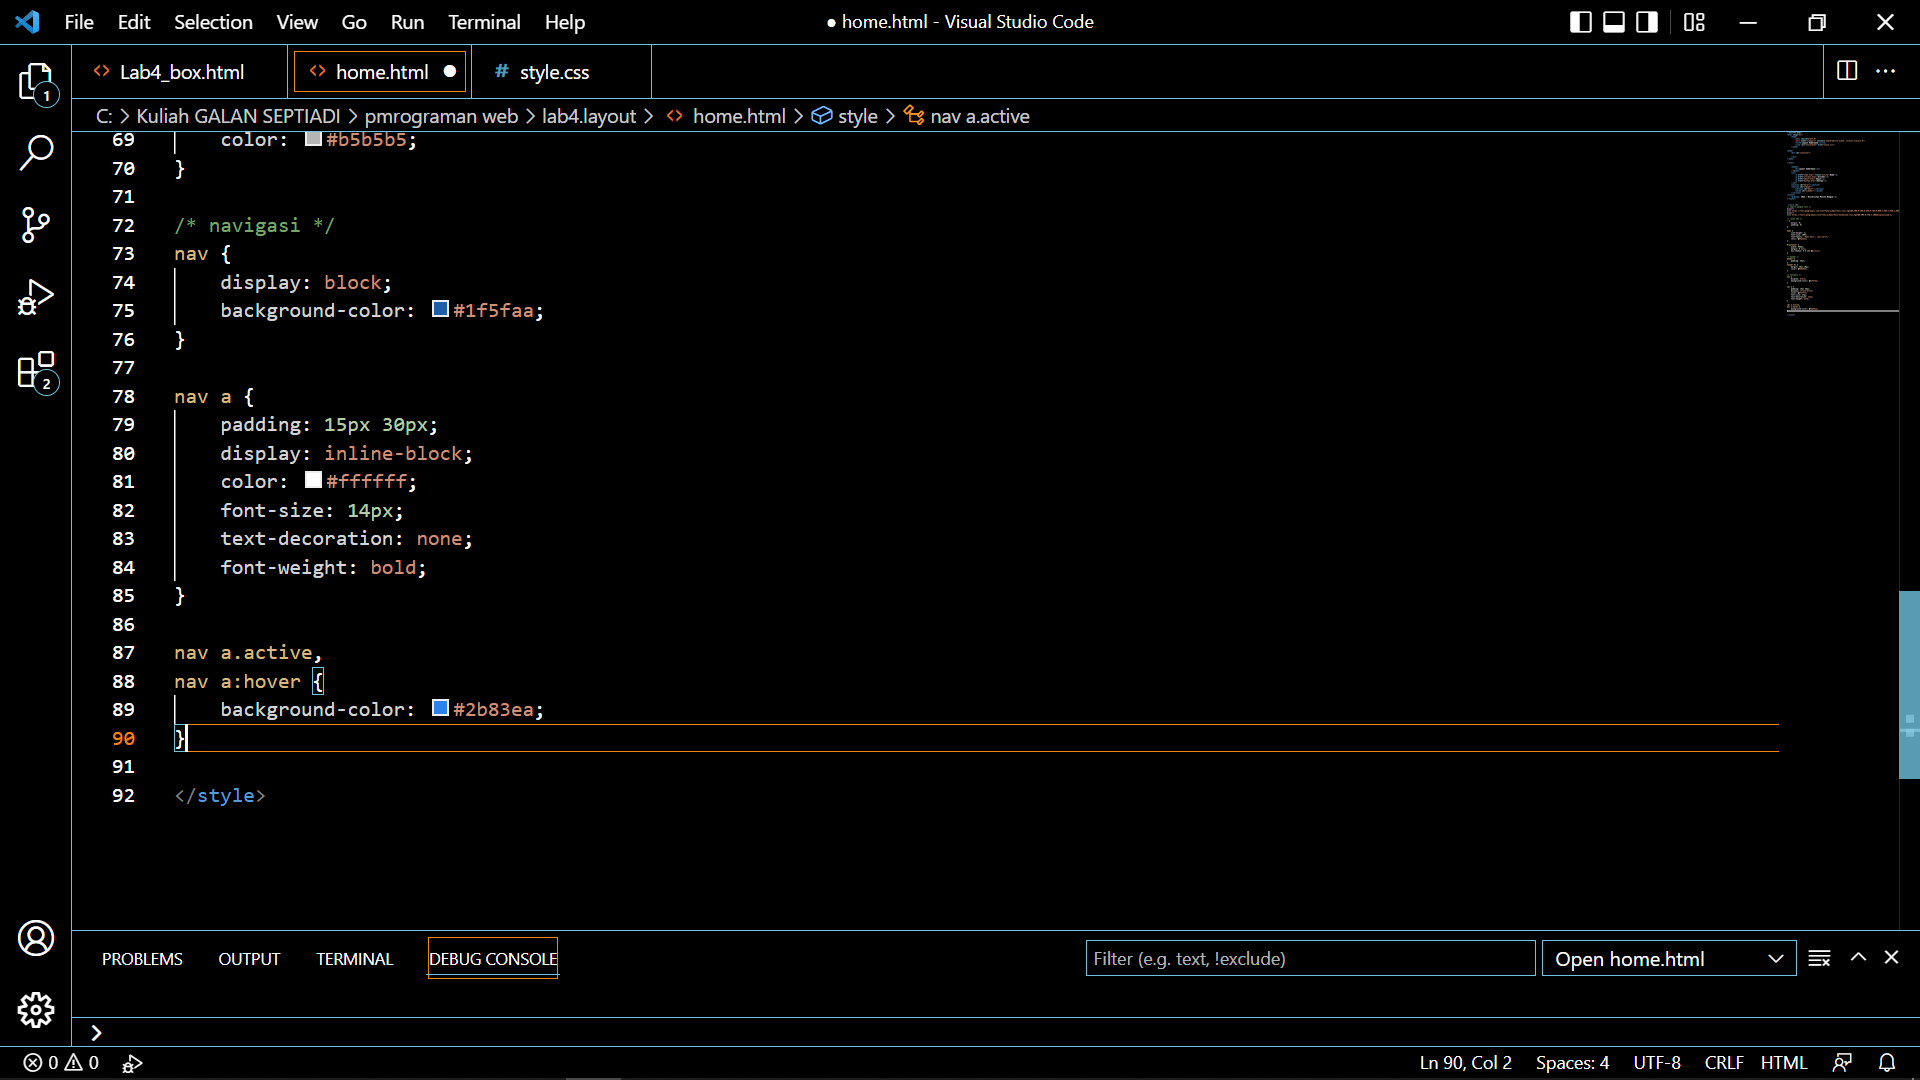 File Edit Selection View Go Run Terminal Help
● home.html - Visual Studio Code
Lab4_box.html
home.html
# style.css
C: > Kuliah GALAN SEPTIADI > pmrograman web > lab4.layout > home.html > style > nav a.active
69 color: #b5b5b5;
70 }
71
72 /* navigasi */
73 nav {
74 display: block;
75 background-color: #1f5faa;
76 }
77
78 nav a {
79 padding: 15px 30px;
80 display: inline-block;
81 color: #ffffff;
82 font-size: 14px;
83 text-decoration: none;
84 font-weight: bold;
85 }
86
87 nav a.active,
88 nav a:hover {
89 background-color: #2b83ea;
90 }
91
92 </style>
1
2
PROBLEMS OUTPUT TERMINAL DEBUG CONSOLE
Filter (e.g. text, !exclude)
Open home.html
0 0
Ln 90, Col 2 Spaces: 4 UTF-8 CRLF HTML